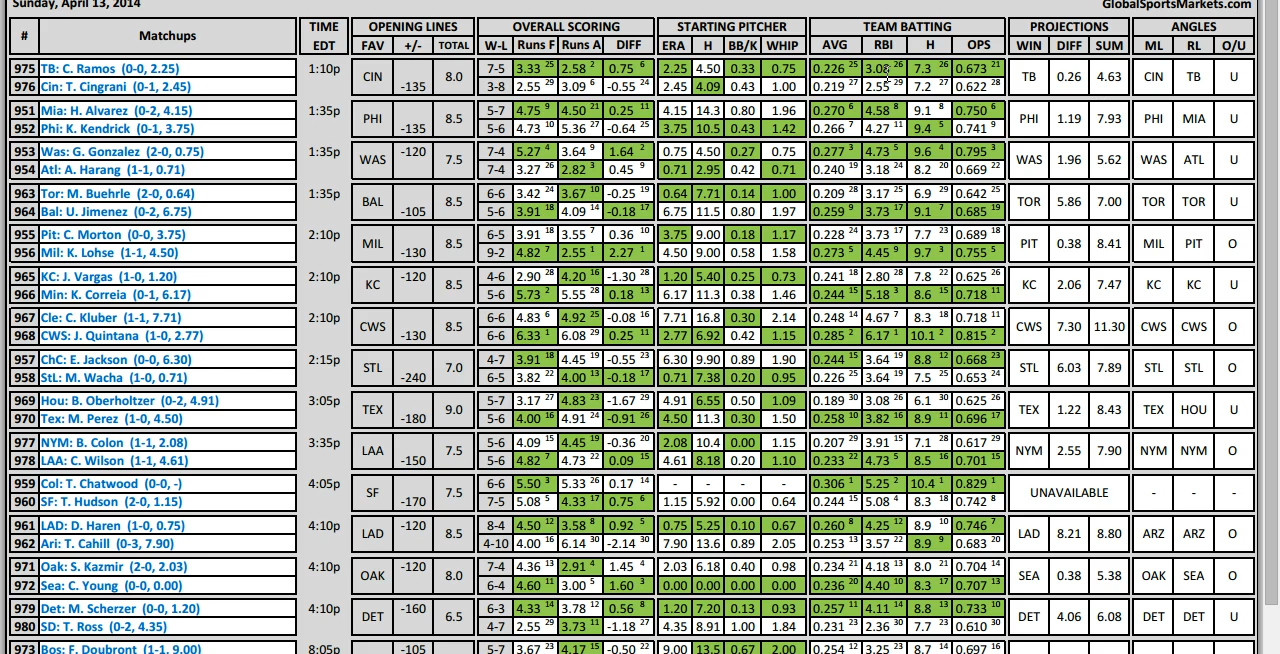 Sunday, April 13, 2014 GlobalSportsMarkets.com
# Matchups TIME EDT OPENING LINES OVERALL SCORING STARTING PITCHER TEAM BATTING PROJECTIONS ANGLES
FAV +/- TOTAL W-L Runs F Runs A DIFF ERA H BB/K WHIP AVG RBI H OPS WIN DIFF SUM ML RL O/U
975 TB: C. Ramos (0-0, 2.25) 1:10p CIN 8.0 7-5 3.33 25 2.58 2 0.75 6 2.25 4.50 0.33 0.75 0.226 25 26 7.3 26 0.673 21 TB 0.26 4.63 CIN TB U
976 Cin: T. Cingrani (0-1, 2.45) -135 3-8 2.55 29 3.09 6 -0.55 24 2.45 4.09 0.43 1.00 0.219 27 2.55 29 7.2 27 0.622 28
951 Mia: H. Alvarez (0-2, 4.15) 1:35p PHI 8.5 5-7 4.75 9 4.50 21 0.25 11 4.15 14.3 0.80 1.96 0.270 6 4.58 8 9.1 8 0.750 6 PHI 1.19 7.93 PHI MIA U
952 Phi: K. Kendrick (0-1, 3.75) -135 5-6 4.73 10 5.36 27 -0.64 25 3.75 10.5 0.43 1.42 0.266 7 4.27 11 9.4 5 0.741 9
953 Was: G. Gonzalez (2-0, 0.75) 1:35p WAS -120 7.5 7-4 5.27 4 3.64 9 1.64 2 0.75 4.50 0.27 0.75 0.277 3 4.73 5 9.6 4 0.795 3 WAS 1.96 5.62 WAS ATL U
954 Atl: A. Harang (1-1, 0.71) 7-4 3.27 26 2.82 3 0.45 9 0.71 2.95 0.42 0.71 0.240 19 3.18 24 8.2 20 0.669 22
963 Tor: M. Buehrle (2-0, 0.64) 1:35p BAL 8.5 6-6 3.42 24 3.67 10 -0.25 19 0.64 7.71 0.14 1.00 0.209 28 3.17 25 6.9 29 0.642 25 TOR 5.86 7.00 TOR TOR U
964 Bal: U. Jimenez (0-2, 6.75) -105 5-6 3.91 18 4.09 14 -0.18 17 6.75 11.5 0.80 1.97 0.259 9 3.73 17 9.1 7 0.685 19
955 Pit: C. Morton (0-0, 3.75) 2:10p MIL 8.5 6-5 3.91 18 3.55 7 0.36 10 3.75 9.00 0.18 1.17 0.228 24 3.73 17 7.7 23 0.689 18 PIT 0.38 8.41 MIL PIT O
956 Mil: K. Lohse (1-1, 4.50) -130 9-2 4.82 7 2.55 1 2.27 1 4.50 9.00 0.58 1.58 0.273 5 4.45 9 9.7 3 0.755 5
965 KC: J. Vargas (1-0, 1.20) 2:10p KC -120 8.5 4-6 2.90 28 4.20 16 -1.30 28 1.20 5.40 0.25 0.73 0.241 18 2.80 28 7.8 22 0.625 26 KC 2.06 7.47 KC KC U
966 Min: K. Correia (0-1, 6.17) 5-6 5.73 2 5.55 28 0.18 13 6.17 11.3 0.38 1.46 0.244 15 5.18 3 8.6 15 0.718 11
967 Cle: C. Kluber (1-1, 7.71) 2:10p CWS 8.5 6-6 4.83 6 4.92 25 -0.08 16 7.71 16.8 0.30 2.14 0.248 14 4.67 7 8.3 18 0.718 11 CWS 7.30 11.30 CWS CWS O
968 CWS: J. Quintana (1-0, 2.77) -130 6-6 6.33 1 6.08 29 0.25 11 2.77 6.92 0.42 1.15 0.285 2 6.17 1 10.1 2 0.815 2
957 ChC: E. Jackson (0-0, 6.30) 2:15p STL 7.0 4-7 3.91 18 4.45 19 -0.55 23 6.30 9.90 0.89 1.90 0.244 15 3.64 19 8.8 12 0.668 23 STL 6.03 7.89 STL STL O
958 StL: M. Wacha (1-0, 0.71) -240 6-5 3.82 22 4.00 13 -0.18 17 0.71 7.38 0.20 0.95 0.226 25 3.64 19 7.5 25 0.653 24
969 Hou: B. Oberholtzer (0-2, 4.91) 3:05p TEX 9.0 5-7 3.17 27 4.83 23 -1.67 29 4.91 6.55 0.50 1.09 0.189 30 3.08 26 6.1 30 0.625 26 TEX 1.22 8.43 TEX HOU U
970 Tex: M. Perez (1-0, 4.50) -180 5-6 4.00 16 4.91 24 -0.91 26 4.50 11.3 0.30 1.50 0.258 10 3.82 16 8.9 11 0.696 17
977 NYM: B. Colon (1-1, 2.08) 3:35p LAA 7.5 5-6 4.09 15 4.45 19 -0.36 20 2.08 10.4 0.00 1.15 0.207 29 3.91 15 7.1 28 0.617 29 NYM 2.55 7.90 NYM NYM O
978 LAA: C. Wilson (1-1, 4.61) -150 5-6 4.82 7 4.73 22 0.09 15 4.61 8.18 0.20 1.10 0.233 22 4.73 5 8.5 16 0.701 15
959 Col: T. Chatwood (0-0, -) 4:05p SF 7.5 6-6 5.50 3 5.33 26 0.17 14 - - - - 0.306 1 5.25 2 10.4 1 0.829 1 UNAVAILABLE - - -
960 SF: T. Hudson (2-0, 1.15) -170 7-5 5.08 5 4.33 17 0.75 6 1.15 5.92 0.00 0.64 0.244 15 5.08 4 8.3 18 0.742 8
961 LAD: D. Haren (1-0, 0.75) 4:10p LAD -120 8.5 8-4 4.50 12 3.58 8 0.92 5 0.75 5.25 0.10 0.67 0.260 8 4.25 12 8.9 10 0.746 7 LAD 8.21 8.80 ARZ ARZ O
962 Ari: T. Cahill (0-3, 7.90) 4-10 4.00 16 6.14 30 -2.14 30 7.90 13.6 0.89 2.05 0.253 13 3.57 22 8.9 9 0.683 20
971 Oak: S. Kazmir (2-0, 2.03) 4:10p OAK -120 8.0 7-4 4.36 13 2.91 4 1.45 4 2.03 6.18 0.40 0.98 0.234 21 4.18 13 8.0 21 0.704 14 SEA 0.38 5.38 OAK SEA O
972 Sea: C. Young (0-0, 0.00) 6-4 4.60 11 3.00 5 1.60 3 0.00 0.00 0.00 0.00 0.236 20 4.40 10 8.3 17 0.707 13
979 Det: M. Scherzer (0-0, 1.20) 4:10p DET -160 6.5 6-3 4.33 14 3.78 12 0.56 8 1.20 7.20 0.13 0.93 0.257 11 4.11 14 8.8 13 0.733 10 DET 4.06 6.08 DET DET U
980 SD: T. Ross (0-2, 4.35) 4-7 2.55 29 3.73 11 -1.18 27 4.35 8.91 1.00 1.84 0.231 23 2.36 30 7.7 24 0.610 30
973 Bos: F. Doubront (1-1, 9.00) 8:05p -105 5-7 3.67 23 4.17 15 -0.50 22 9.00 13.5 0.67 2.00 0.254 12 3.25 23 8.7 14 0.697 16